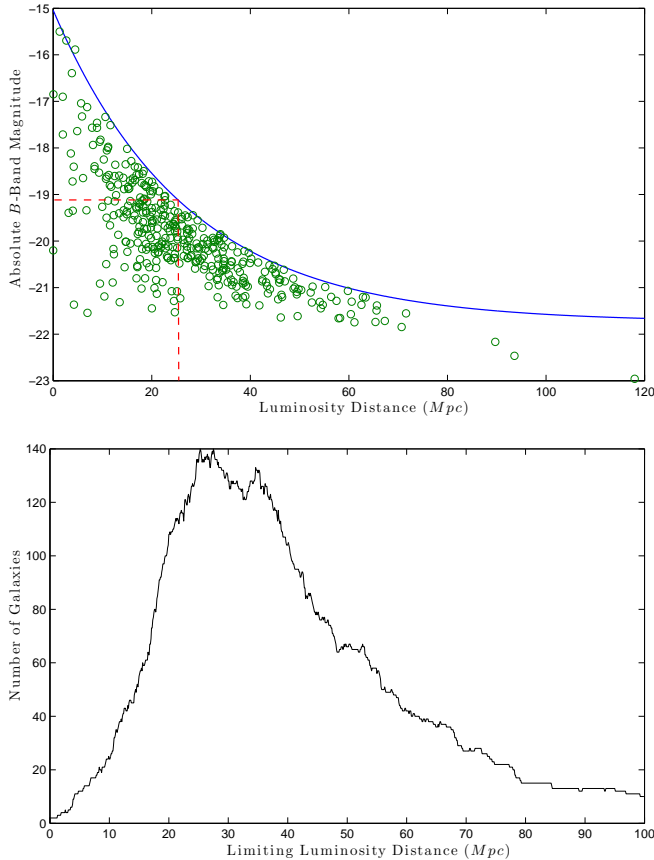 −15
−16
−17
−18
−19
−20
−21
−22
−23
Absolute B-Band Magnitude
0 20 40 60 80 100 120
Luminosity Distance (Mpc)
140
120
100
80
60
40
20
0
Number of Galaxies
0 10 20 30 40 50 60 70 80 90 100
Limiting Luminosity Distance (Mpc)